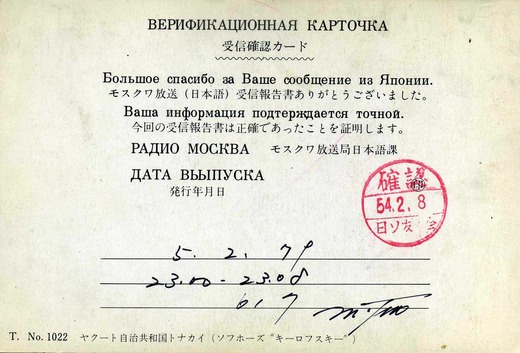 ВЕРИФИКАЦИОННАЯ КАРТОЧКА
受信確認カード
Большое спасибо за Ваше сообщение из Японии.
モスクワ放送（日本語）受信報告書ありがとうございました。
Ваша информация подтерждается точной.
今回の受信報告書は正確であったことを証明します。
РАДИО МОСКВА モスクワ放送局日本語課
ДАТА ВЫПУСКА
発行年月日
確認
54.2.8
日ソ友
5. 2. 79
23.00 - 23.08
T. No. 1022 ヤクート自治共和国トナカイ（ソフホーズ“キーロフスキー”）